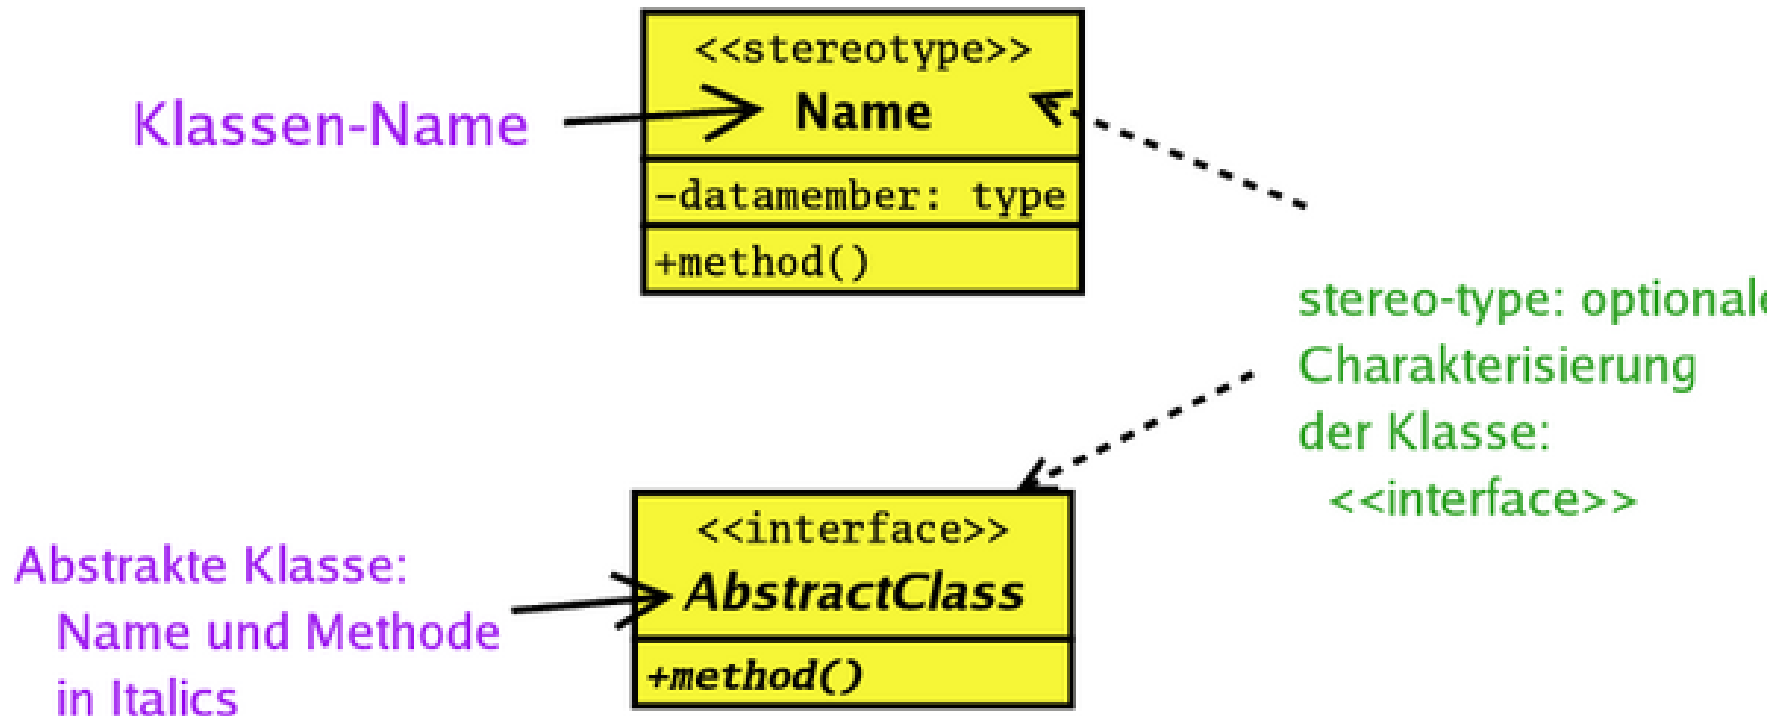 <<stereotype>>
Klassen-Name
Name
-datamember: type
+method()
stereo-type: optionale
Charakterisierung
der Klasse:
<<interface>>
<<interface>>
Abstrakte Klasse:
AbstractClass
Name und Methode
+method()
in Italics